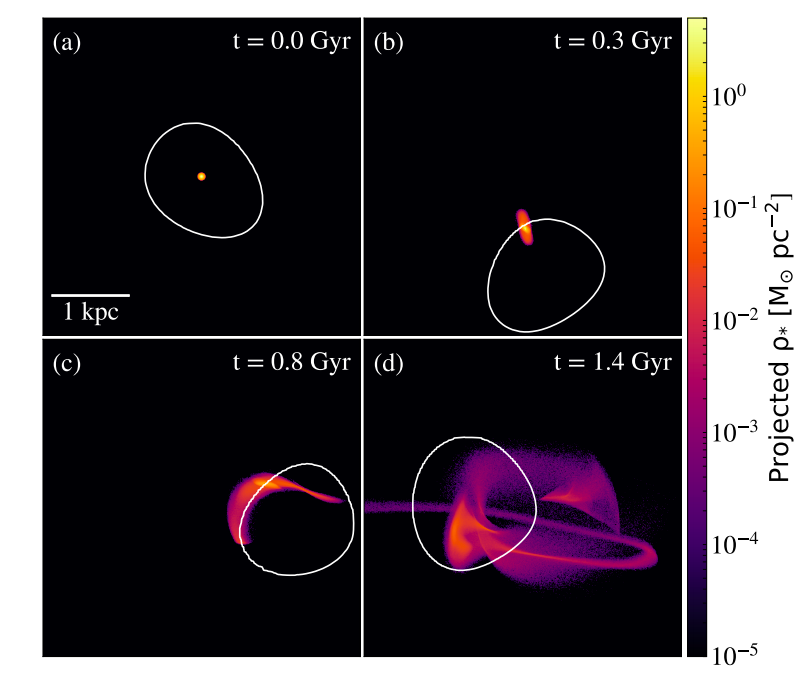 (a) t = 0.0 Gyr
(b) t = 0.3 Gyr
1 kpc
(c) t = 0.8 Gyr
(d) t = 1.4 Gyr
10⁰
10⁻¹
10⁻²
10⁻³
10⁻⁴
10⁻⁵
Projected ρ* [M⊙ pc⁻²]